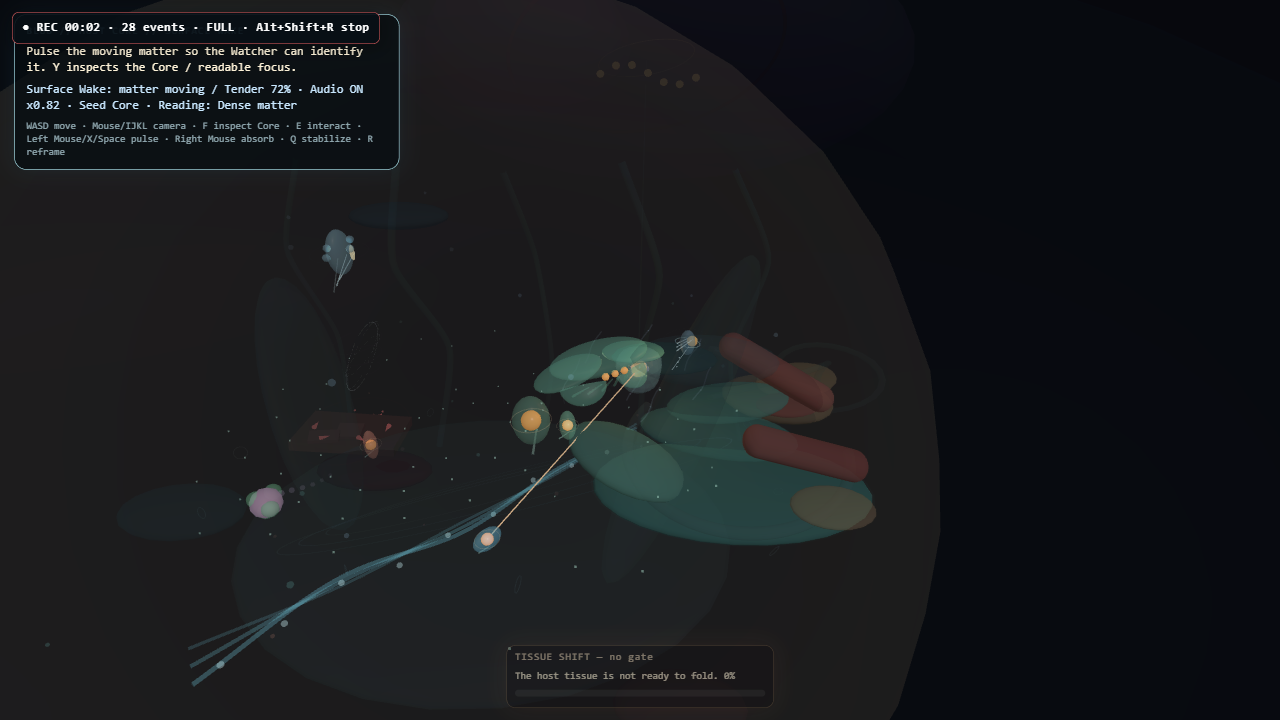 ● REC 00:02 · 28 events · FULL · Alt+Shift+R stop
Pulse the moving matter so the Watcher can identify
it. Y inspects the Core / readable focus.
Surface Wake: matter moving / Tender 72% · Audio ON
x0.82 · Seed Core · Reading: Dense matter
WASD move · Mouse/IJKL camera · F inspect Core · E interact ·
Left Mouse/X/Space pulse · Right Mouse absorb · Q stabilize · R
reframe
TISSUE SHIFT — no gate
The host tissue is not ready to fold. 0%